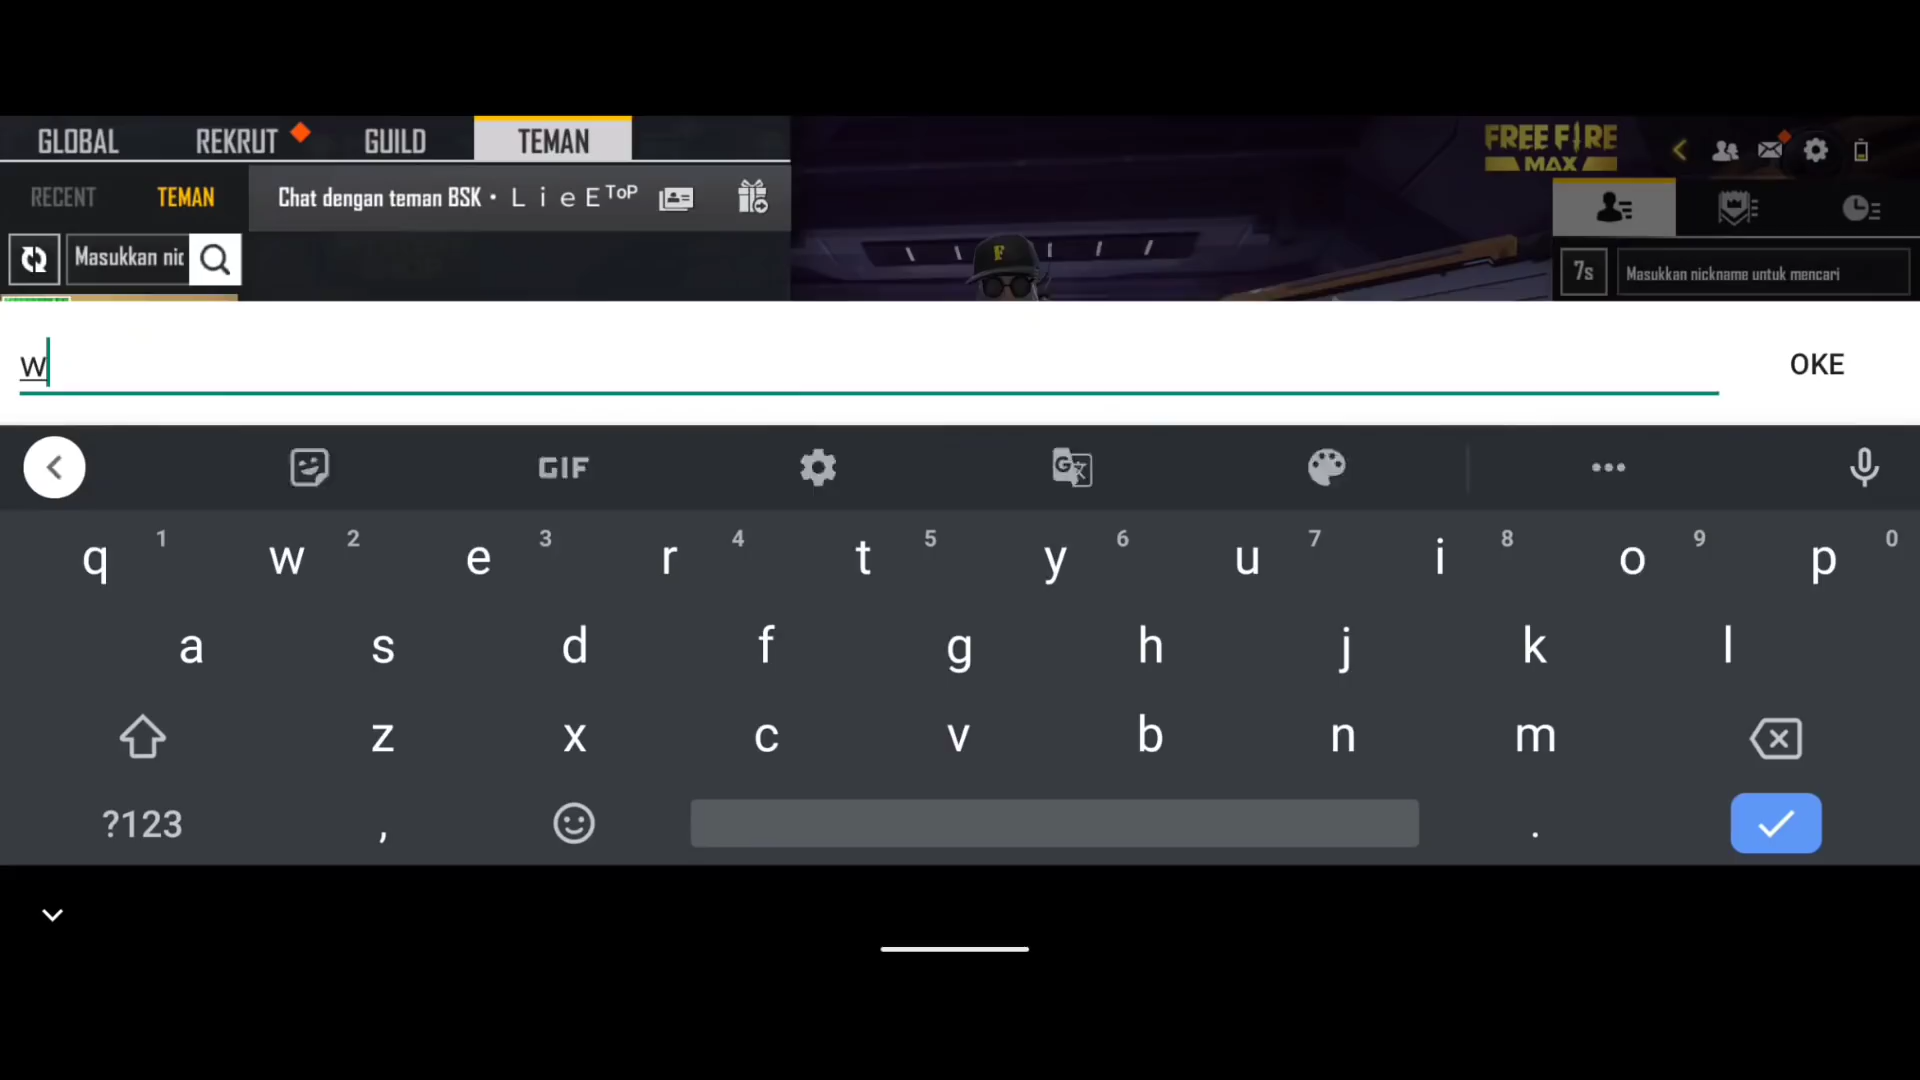 GLOBAL REKRUT GUILD TEMAN
FREE FIRE
MAX
RECENT TEMAN Chat dengan teman BSK• L i e E ToP
Masukkan nic
7s Masukkan nickname untuk mencari
w
OKE
GIF
q 1 w 2 e 3 r 4 t 5 y 6 u 7 i 8 o 9 p 0
a s d f g h j k l
z x c v b n m
?123 , .